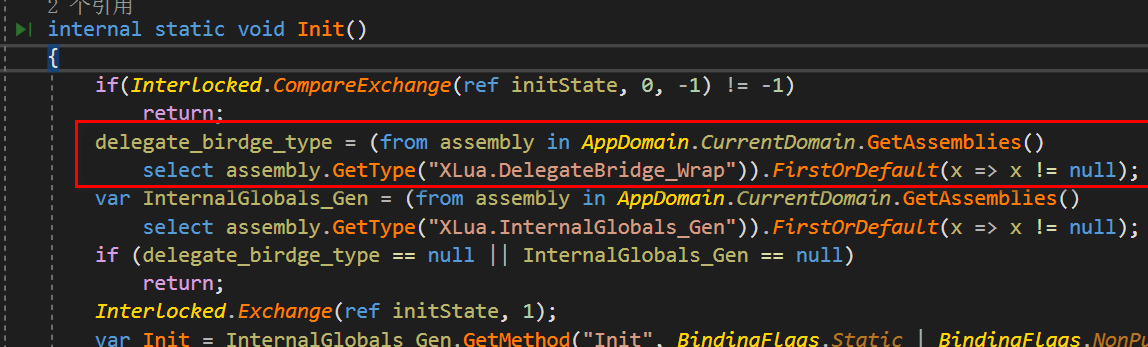 2 个引用
internal static void Init()
{
if(Interlocked.CompareExchange(ref initState, 0, -1) != -1)
return;
delegate_birdge_type = (from assembly in AppDomain.CurrentDomain.GetAssemblies()
select assembly.GetType("XLua.DelegateBridge_Wrap")).FirstOrDefault(x => x != null);
var InternalGlobals_Gen = (from assembly in AppDomain.CurrentDomain.GetAssemblies()
select assembly.GetType("XLua.InternalGlobals_Gen")).FirstOrDefault(x => x != null);
if (delegate_birdge_type == null || InternalGlobals_Gen == null)
return;
Interlocked.Exchange(ref initState, 1);
var Init = InternalGlobals_Gen.GetMethod("Init", BindingFlags.Static | BindingFlags.NonP